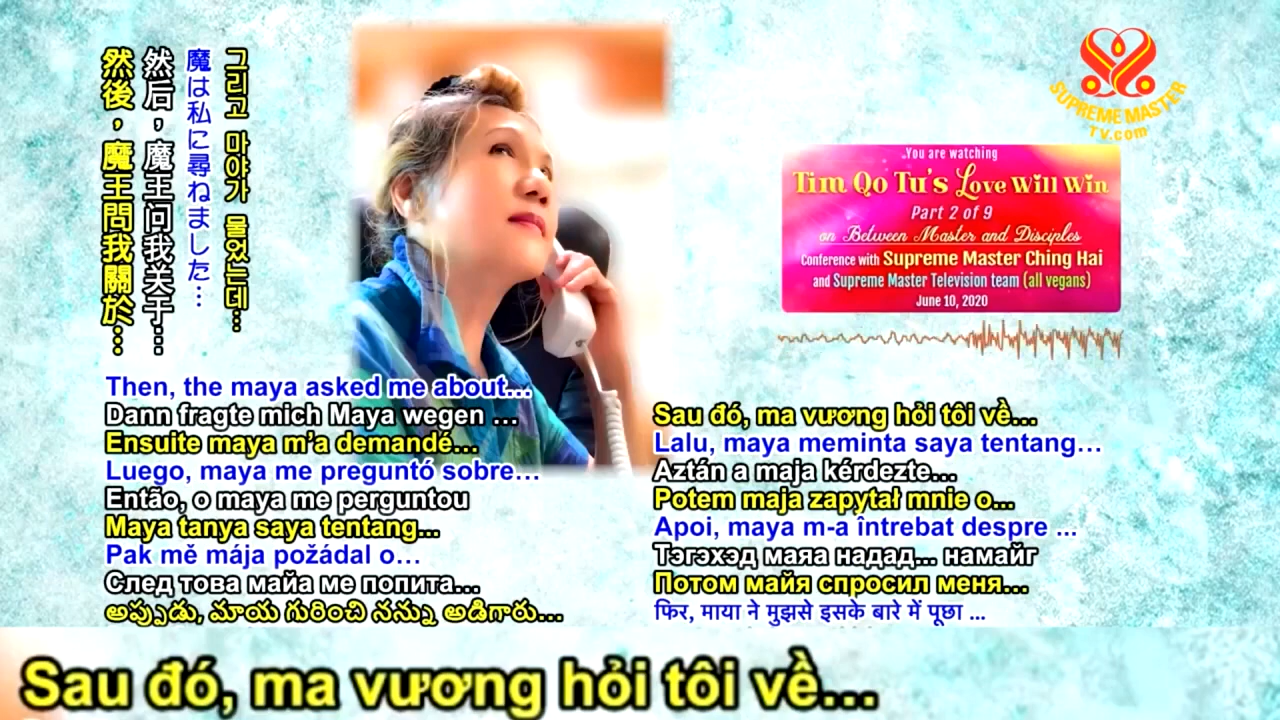 그리고 마야가 물었는데…
魔は私に尋ねました…
然后，魔王问我关于…
然後，魔王問我關於…
SUPREME MASTER
TV.com
You are watching
Tim Qo Tu's Love Will Win
Part 2 of 9
on Between Master and Disciples
Conference with Supreme Master Ching Hai
and Supreme Master Television team (all vegans)
June 10, 2020
Then, the maya asked me about…
Dann fragte mich Maya wegen …
Ensuite maya m'a demandé…
Luego, maya me preguntó sobre…
Então, o maya me perguntou
Maya tanya saya tentang...
Pak mě mája požádal o…
След това майа ме попита…
అప్పుడు, మాయ గురించి నన్ను అడిగారు…
Sau đó, ma vương hỏi tôi về…
Lalu, maya meminta saya tentang…
Aztán a maja kérdezte…
Potem maja zapytał mnie o...
Apoi, maya m-a întrebat despre ...
Тэгэхэд маяа надад... намайг
Потом майя спросил меня…
फिर, माया ने मुझसे इसके बारे में पूछा ...
Sau đó, ma vương hỏi tôi về…